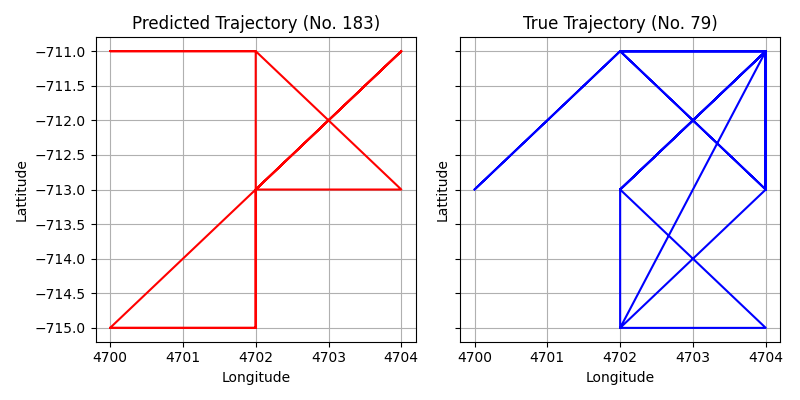 Predicted Trajectory (No. 183)
True Trajectory (No. 79)
−711.0
−711.5
−712.0
−712.5
−713.0
−713.5
−714.0
−714.5
−715.0
Lattitude
Lattitude
4700 4701 4702 4703 4704
4700 4701 4702 4703 4704
Longitude
Longitude